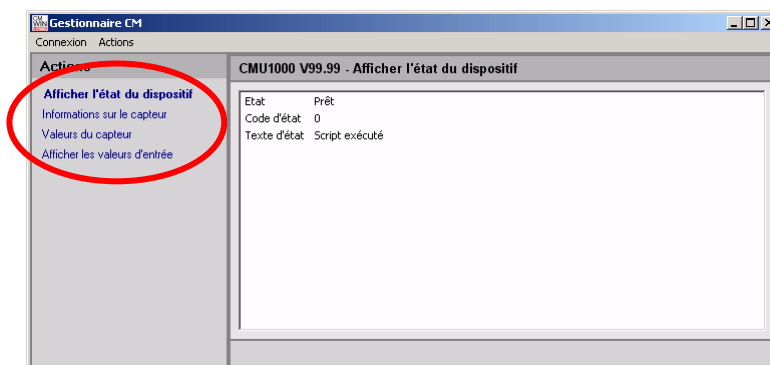 Gestionnaire CM
Connexion Actions
Actions
CMU1000 V99.99 - Afficher l'état du dispositif
Afficher l'état du dispositif
Informations sur le capteur
Valeurs du capteur
Afficher les valeurs d'entrée
Etat Prêt
Code d'état 0
Texte d'état Script exécuté